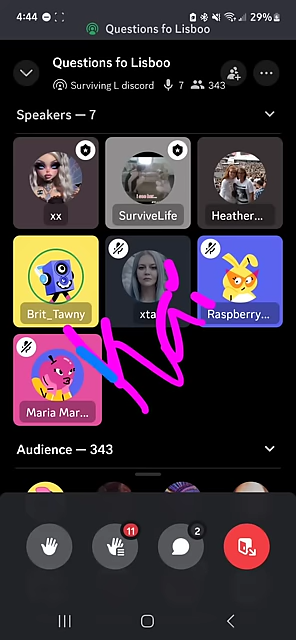 4:44
29%
Questions fo Lisboo
Questions fo Lisboo
Surviving L discord 7 343
Speakers — 7
xx
SurviveLife
Heather...
Brit_Tawny
xta
Raspberry...
Maria Mar...
Audience — 343
11
2